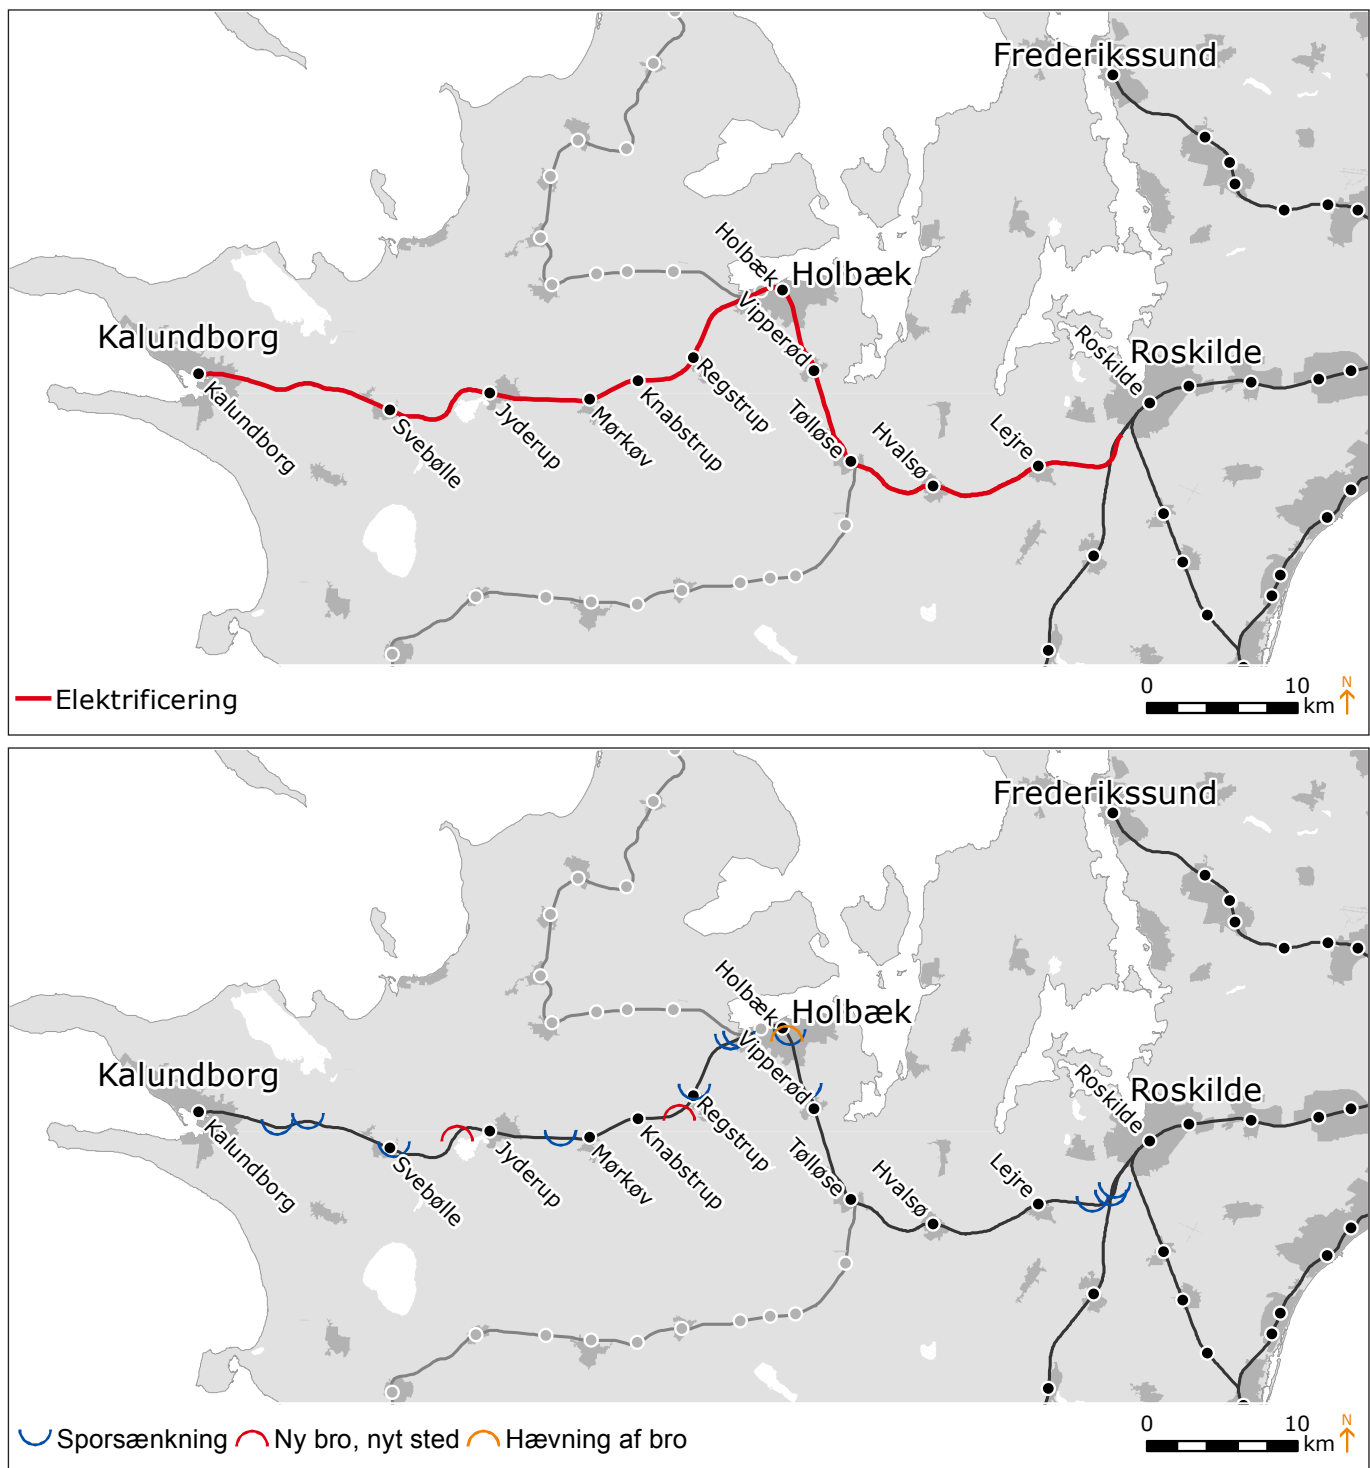 Frederikssund
Holbæk
Holbæk
Vipperød
Kalundborg
Roskilde
Roskilde
Kalundborg
Svebølle
Jyderup
Mørkøv
Knabstrup
Regstrup
Tølløse
Hvalsø
Lejre
Elektrificering
0 10
km
N
Frederikssund
Holbæk
Holbæk
Vipperød
Kalundborg
Roskilde
Roskilde
Kalundborg
Svebølle
Jyderup
Mørkøv
Knabstrup
Regstrup
Tølløse
Hvalsø
Lejre
Sporsænkning Ny bro, nyt sted Hævning af bro
0 10
km
N